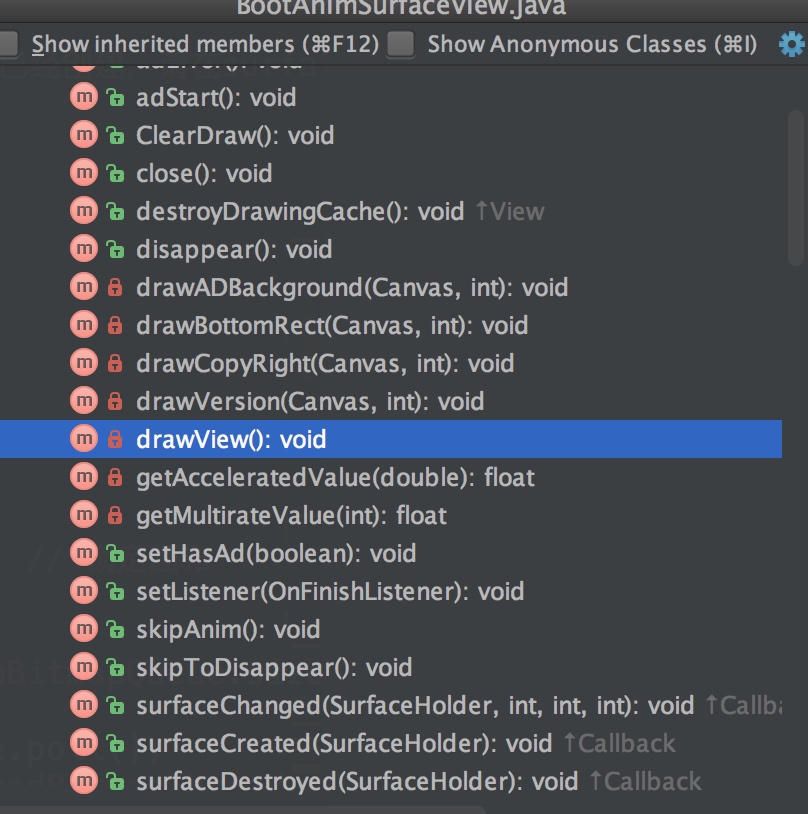 BootAnimSurfaceView.java
Show inherited members (⌘F12) Show Anonymous Classes (⌘I)
adError(): void
m adStart(): void
m ClearDraw(): void
m close(): void
m destroyDrawingCache(): void ↑View
m disappear(): void
m drawADBackground(Canvas, int): void
m drawBottomRect(Canvas, int): void
m drawCopyRight(Canvas, int): void
m drawVersion(Canvas, int): void
m drawView(): void
m getAcceleratedValue(double): float
m getMultirateValue(int): float
m setHasAd(boolean): void
//
m setListener(OnFinishListener): void
m skipAnim(): void
m skipToDisappear(): void
m surfaceChanged(SurfaceHolder, int, int, int): void ↑Callba
m surfaceCreated(SurfaceHolder): void ↑Callback
m surfaceDestroyed(SurfaceHolder): void ↑Callback